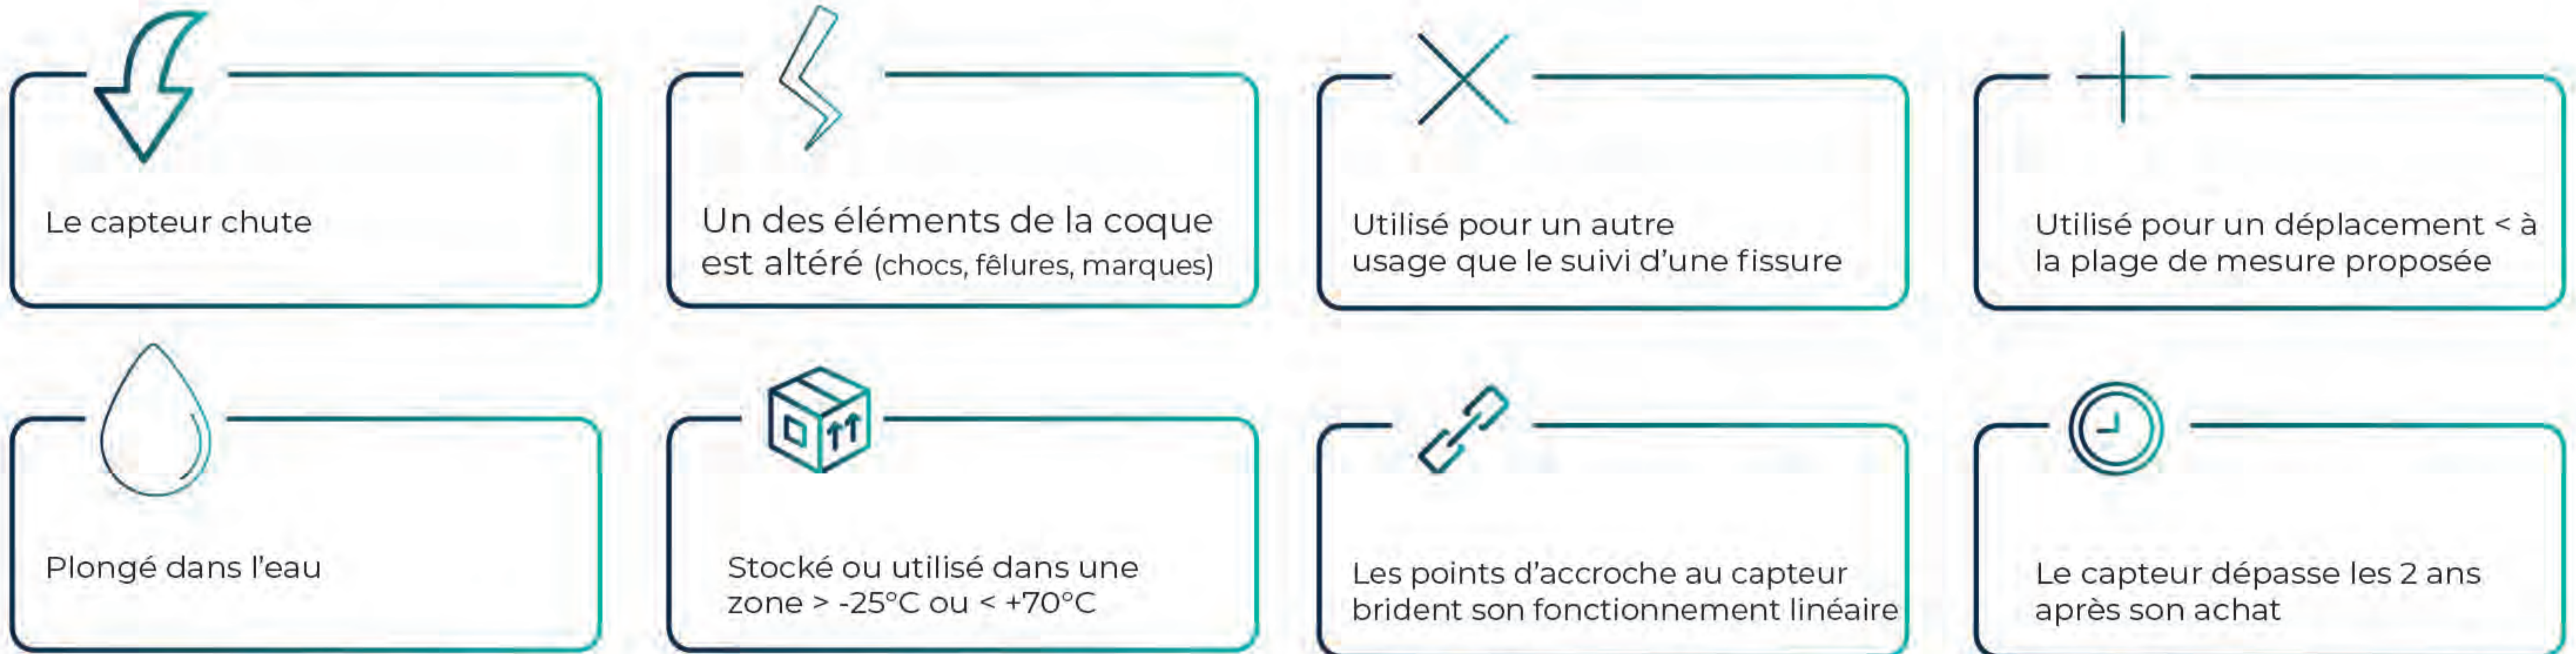 Le capteur chute
Un des éléments de la coque
est altéré (chocs, fêlures, marques)
Utilisé pour un autre
usage que le suivi d'une fissure
Utilisé pour un déplacement < à
la plage de mesure proposée
Plongé dans l'eau
Stocké ou utilisé dans une
zone > -25°C ou < +70°C
Les points d'accroche au capteur
brident son fonctionnement linéaire
Le capteur dépasse les 2 ans
après son achat